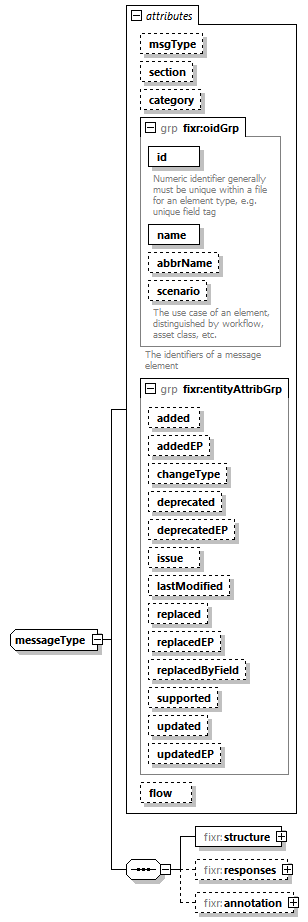 attributes
msgType
section
category
grp fixr:oidGrp
id
Numeric identifier generally
must be unique within a file
for an element type, e.g.
unique field tag
name
abbrName
scenario
The use case of an element,
distinguished by workflow,
asset class, etc.
The identifiers of a message
element
grp fixr:entityAttribGrp
added
addedEP
changeType
deprecated
deprecatedEP
issue
lastModified
replaced
replacedEP
replacedByField
supported
updated
updatedEP
flow
messageType
fixr:structure
fixr:responses
fixr:annotation